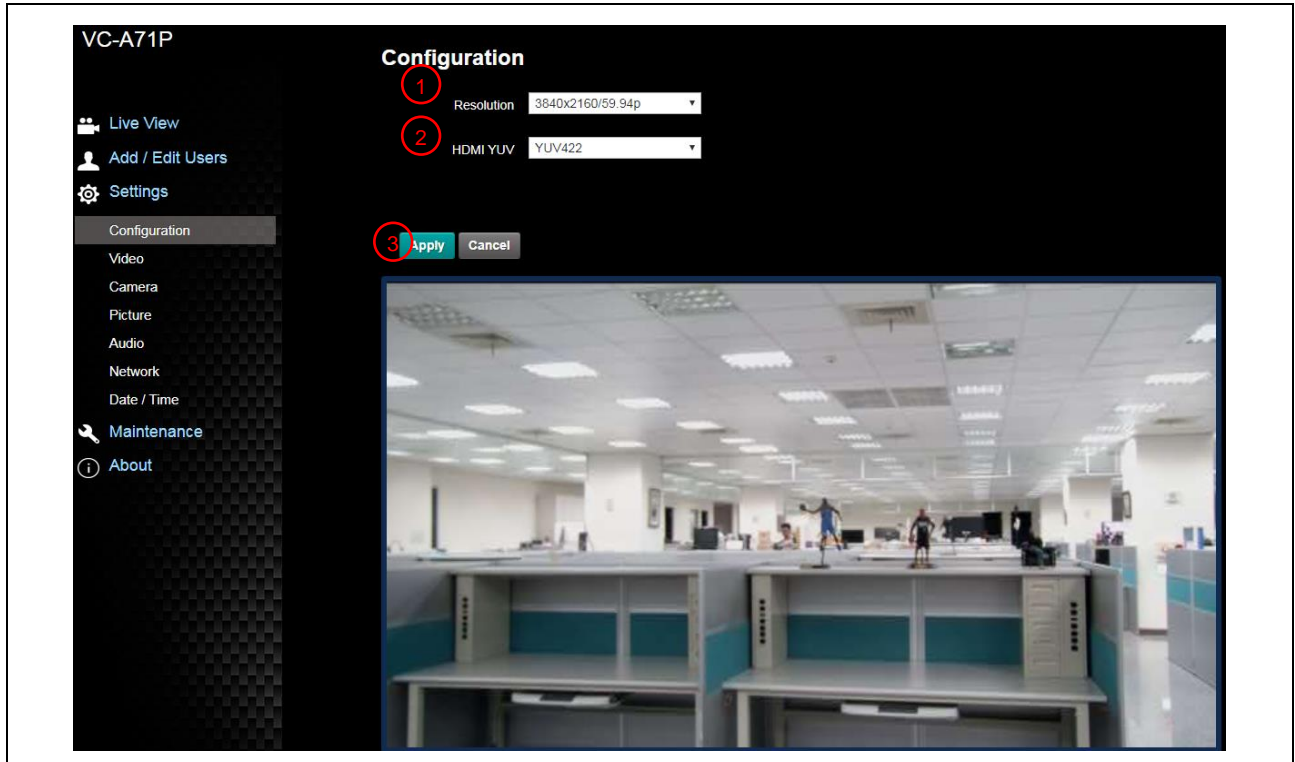 VC-A71P
Live View
Add / Edit Users
Settings
Configuration
Video
Camera
Picture
Audio
Network
Date / Time
Maintenance
About
Configuration
1
Resolution 3840x2160/59.94p
2
HDMI YUV YUV422
3 Apply Cancel